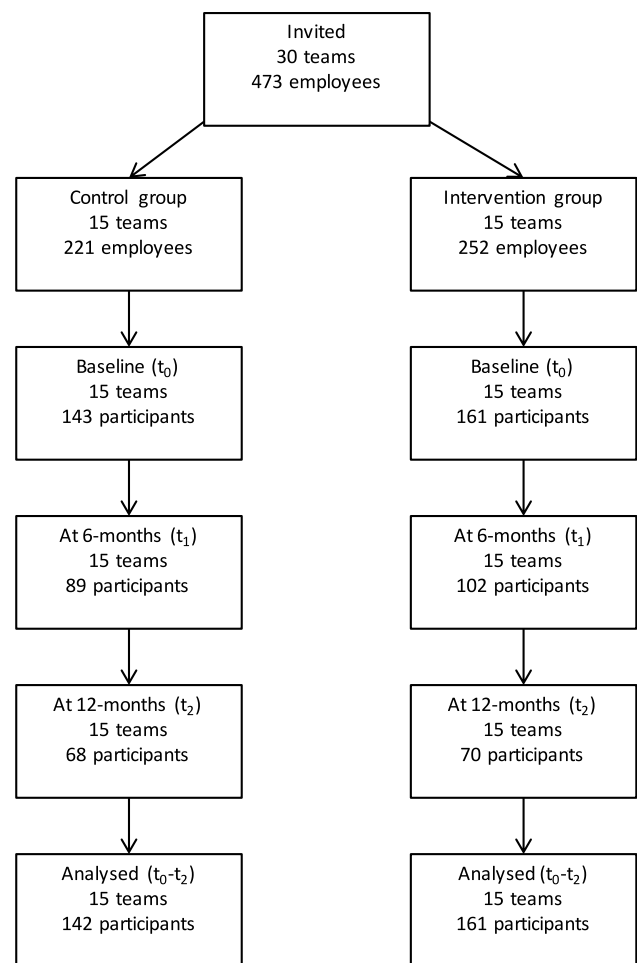 Invited
30 teams
473 employees
Control group
15 teams
221 employees
Intervention group
15 teams
252 employees
Baseline (t₀)
15 teams
143 participants
Baseline (t₀)
15 teams
161 participants
At 6-months (t₁)
15 teams
89 participants
At 6-months (t₁)
15 teams
102 participants
At 12-months (t₂)
15 teams
68 participants
At 12-months (t₂)
15 teams
70 participants
Analysed (t₀-t₂)
15 teams
142 participants
Analysed (t₀-t₂)
15 teams
161 participants